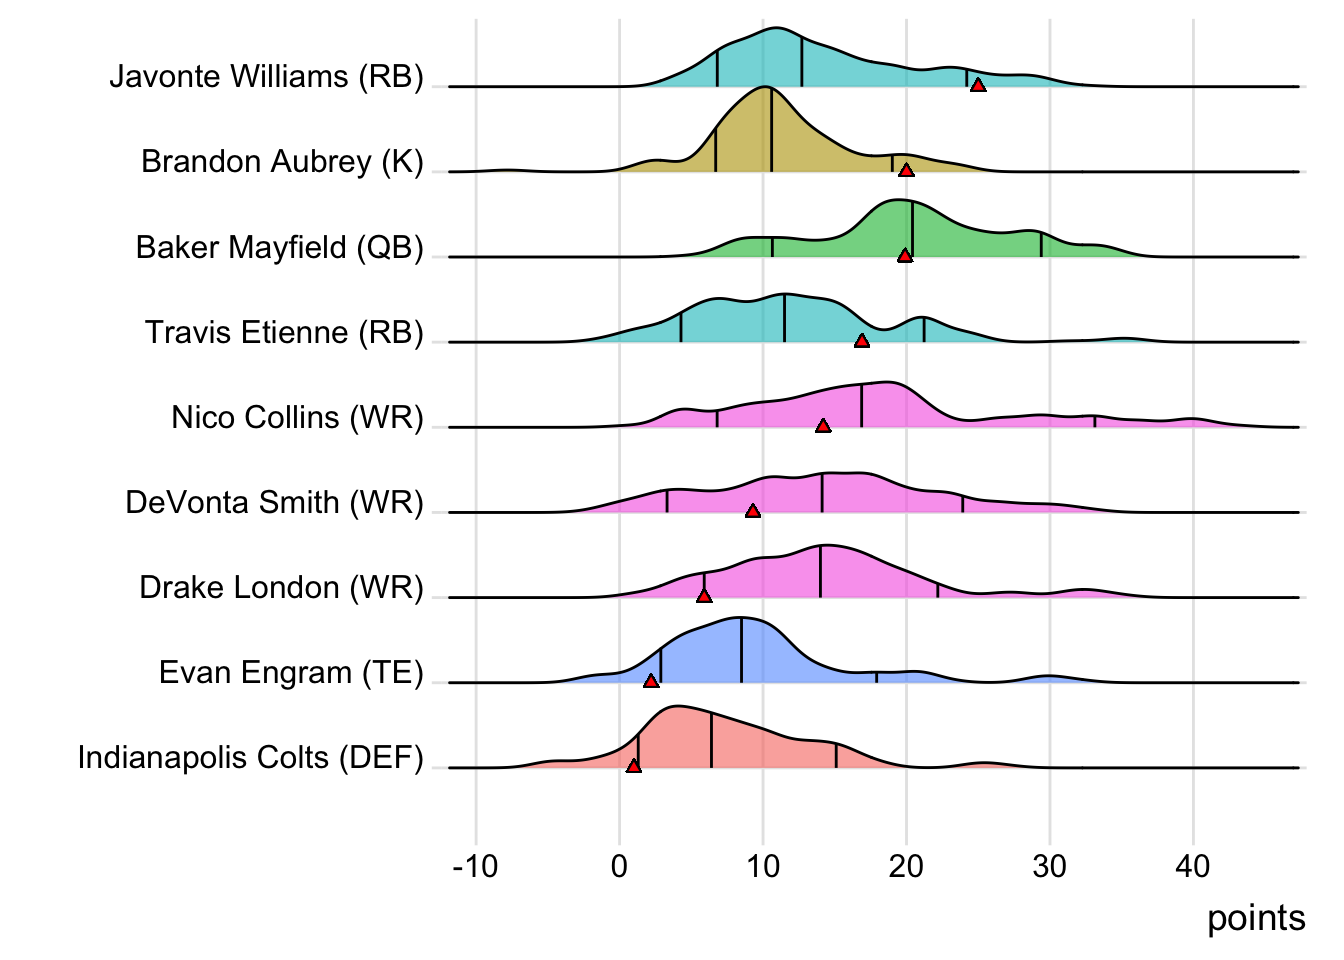 Javonte Williams (RB)
Brandon Aubrey (K)
Baker Mayfield (QB)
Travis Etienne (RB)
Nico Collins (WR)
DeVonta Smith (WR)
Drake London (WR)
Evan Engram (TE)
Indianapolis Colts (DEF)
-10 0 10 20 30 40
points